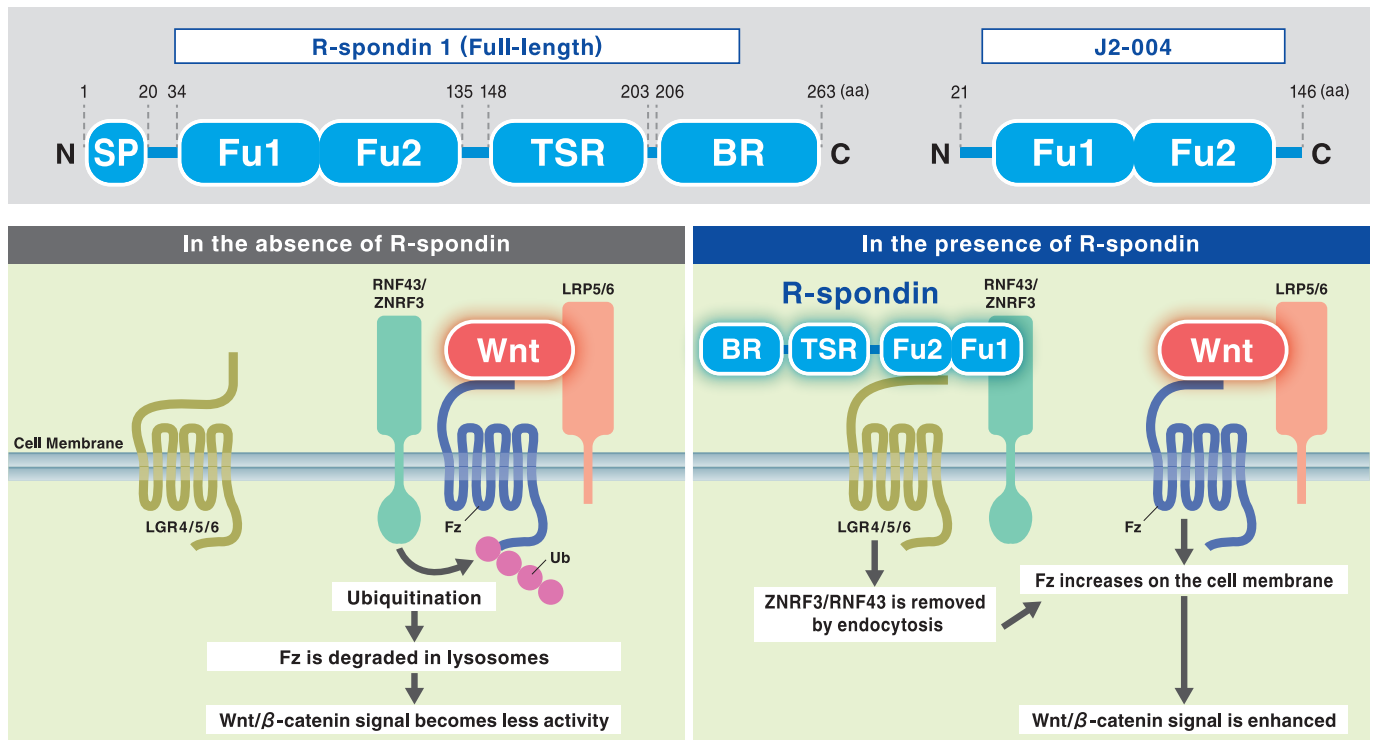 R-spondin 1 (Full-length)
1 20 34 135 148 203 206 263 (aa)
N SP Fu1 Fu2 TSR BR C
J2-004
21 146 (aa)
N Fu1 Fu2 C
In the absence of R-spondin
RNF43/
ZNRF3
LRP5/6
Wnt
Cell Membrane
LGR4/5/6
Fz
Ub
Ubiquitination
Fz is degraded in lysosomes
Wnt/β-catenin signal becomes less activity
In the presence of R-spondin
R-spondin
RNF43/
ZNRF3
LRP5/6
BR TSR Fu2 Fu1
Wnt
LGR4/5/6
Fz
ZNRF3/RNF43 is removed
by endocytosis
Fz increases on the cell membrane
Wnt/β-catenin signal is enhanced